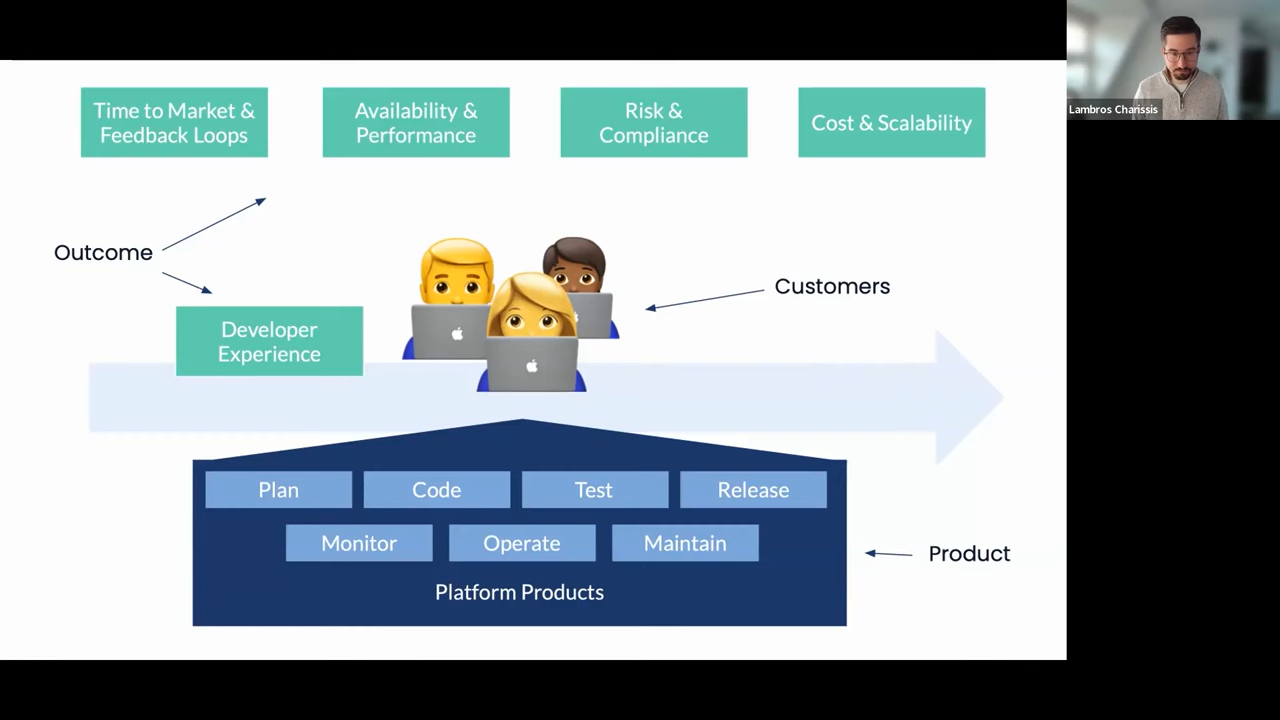 Time to Market &
Feedback Loops
Availability &
Performance
Risk &
Compliance
Cost & Scalability
Lambros Charissis
Outcome
Customers
Developer
Experience
Plan
Code
Test
Release
Monitor
Operate
Maintain
Product
Platform Products